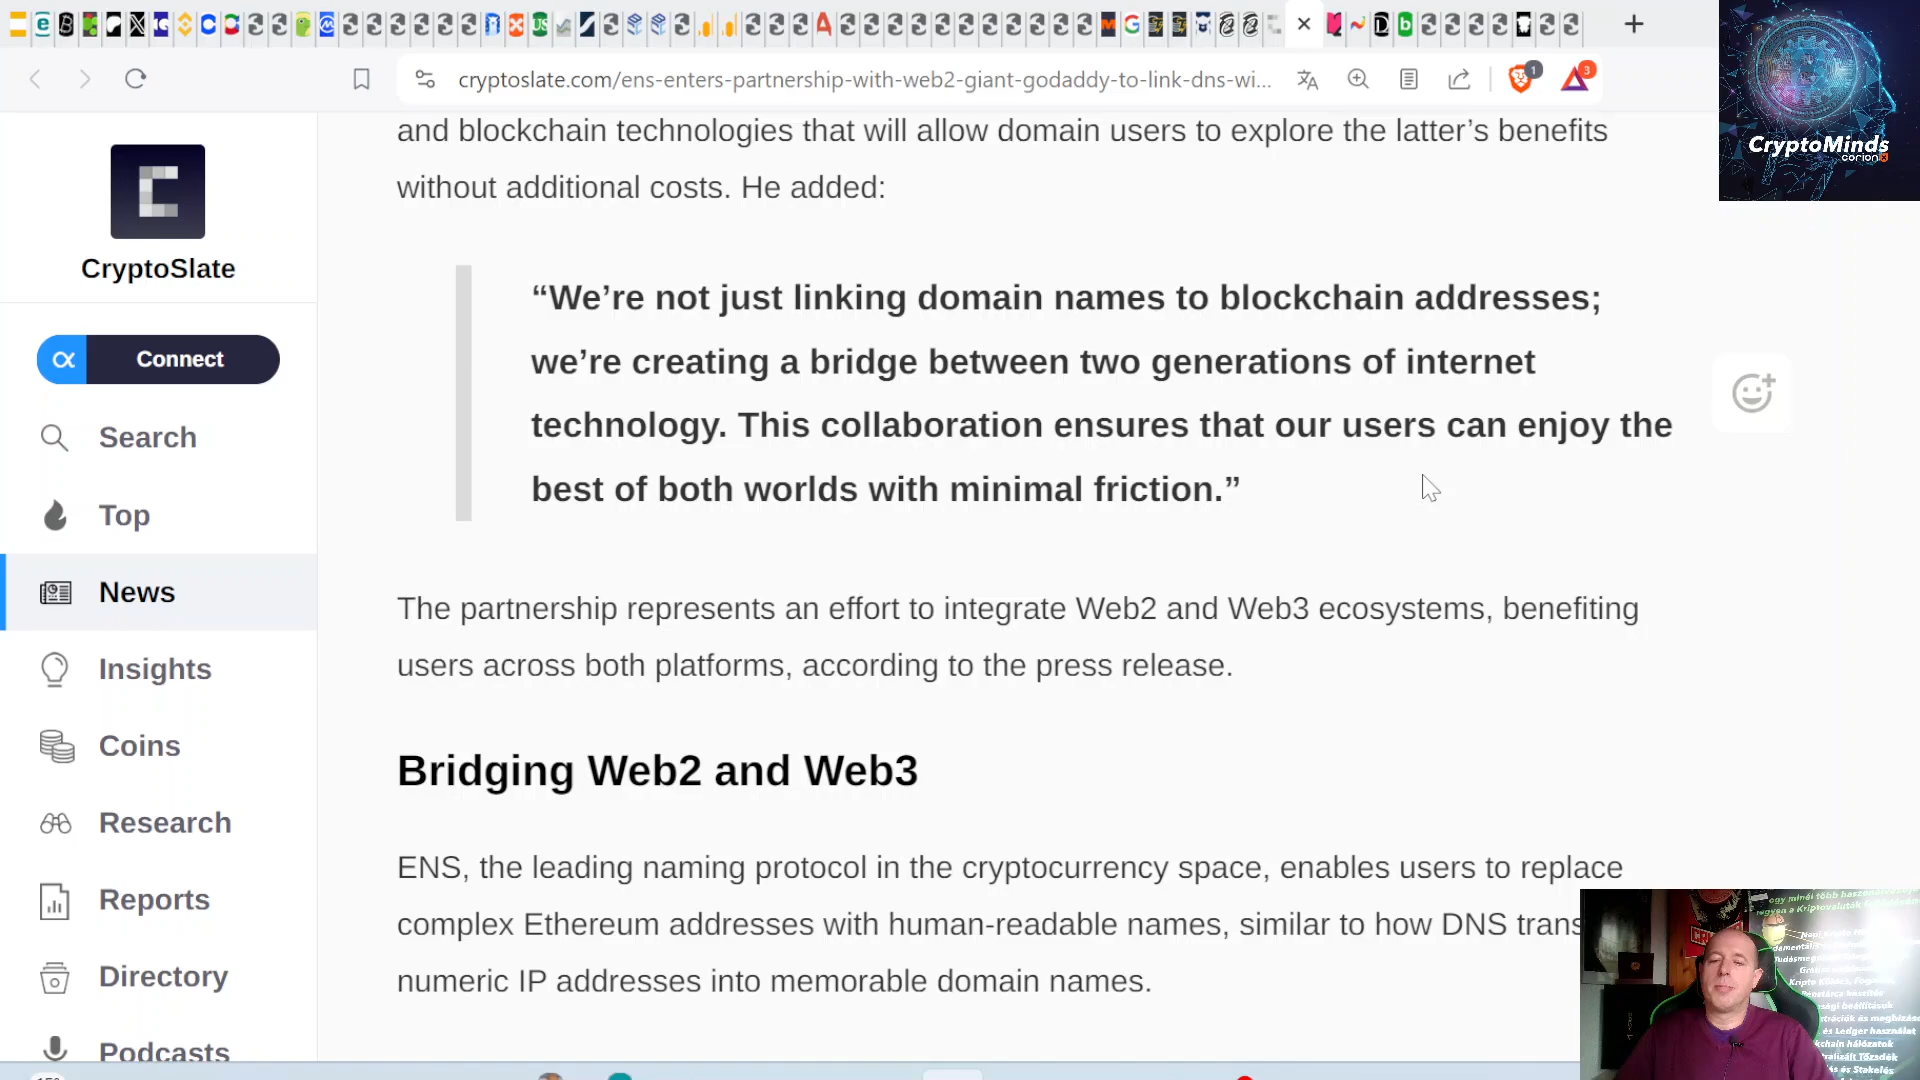 cryptoslate.com/ens-enters-partnership-with-web2-giant-godaddy-to-link-dns-wi...
1
3
CryptoMinds
corion
CryptoSlate
Connect
Search
Top
News
Insights
Coins
Research
Reports
Directory
Podcasts
and blockchain technologies that will allow domain users to explore the latter’s benefits
without additional costs. He added:
“We’re not just linking domain names to blockchain addresses;
we’re creating a bridge between two generations of internet
technology. This collaboration ensures that our users can enjoy the
best of both worlds with minimal friction.”
The partnership represents an effort to integrate Web2 and Web3 ecosystems, benefiting
users across both platforms, according to the press release.
Bridging Web2 and Web3
ENS, the leading naming protocol in the cryptocurrency space, enables users to replace
complex Ethereum addresses with human-readable names, similar to how DNS trans
numeric IP addresses into memorable domain names.